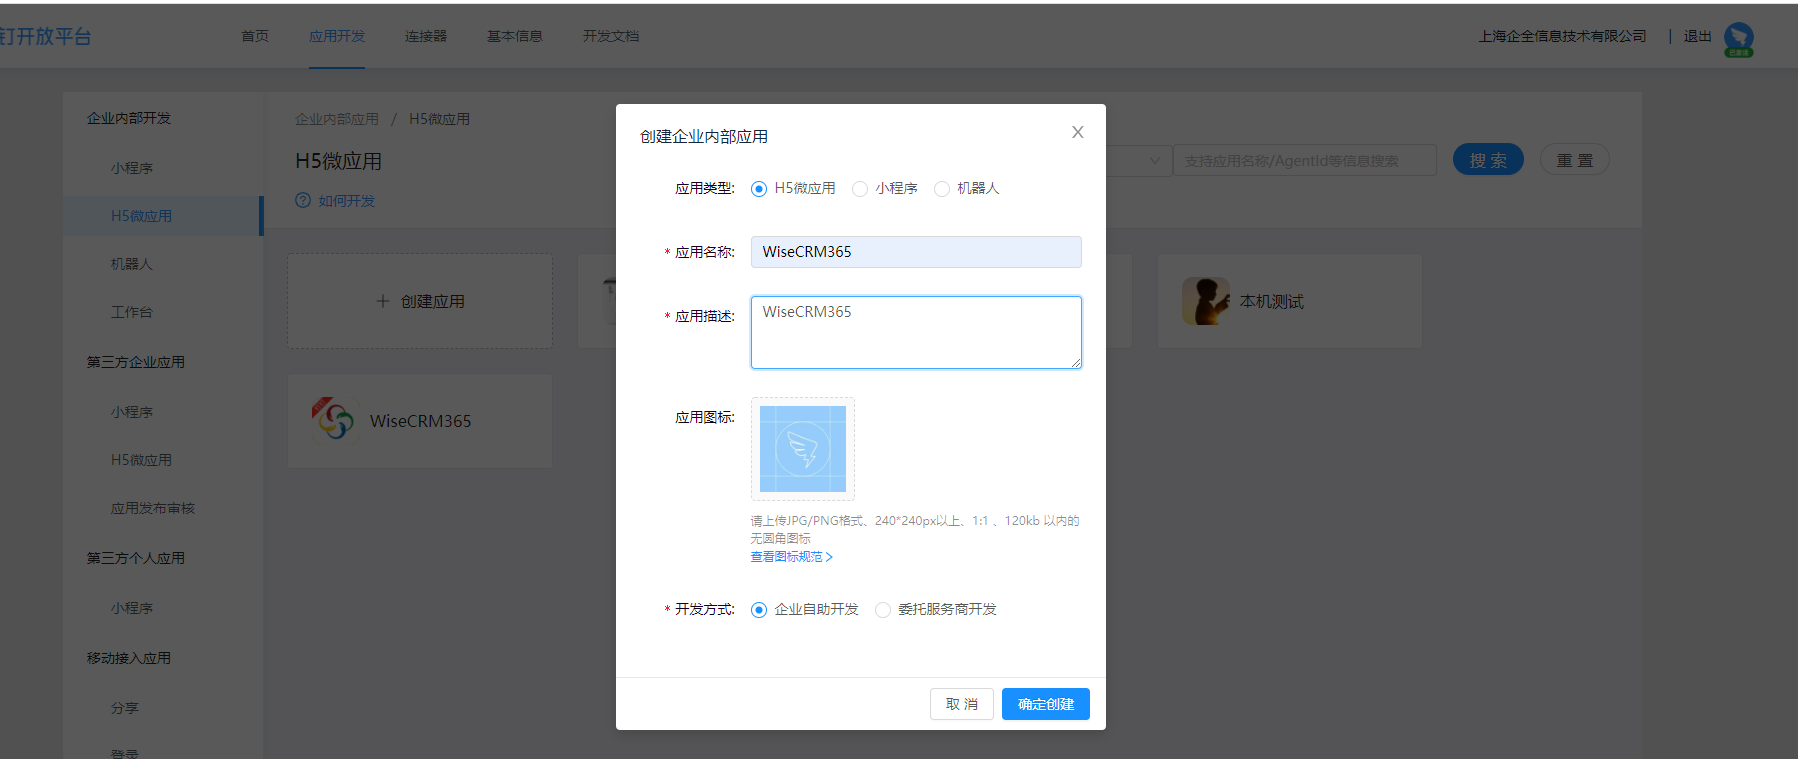 钉开放平台
首页 应用开发 连接器 基本信息 开发文档
上海企全信息技术有限公司 | 退出
已激活
企业内部开发
小程序
H5微应用
机器人
工作台
第三方企业应用
小程序
H5微应用
应用发布审核
第三方个人应用
小程序
移动接入应用
分享
登录
企业内部应用 / H5微应用
H5微应用
如何开发
支持应用名称/AgentId等信息搜索
搜 索
重 置
+ 创建应用
本机测试
WiseCRM365
创建企业内部应用
X
应用类型: H5微应用 小程序 机器人
* 应用名称: WiseCRM365
* 应用描述: WiseCRM365
应用图标:
请上传JPG/PNG格式、240*240px以上、1:1 、120kb 以内的
无圆角图标
查看图标规范 >
* 开发方式: 企业自助开发 委托服务商开发
取 消
确定创建